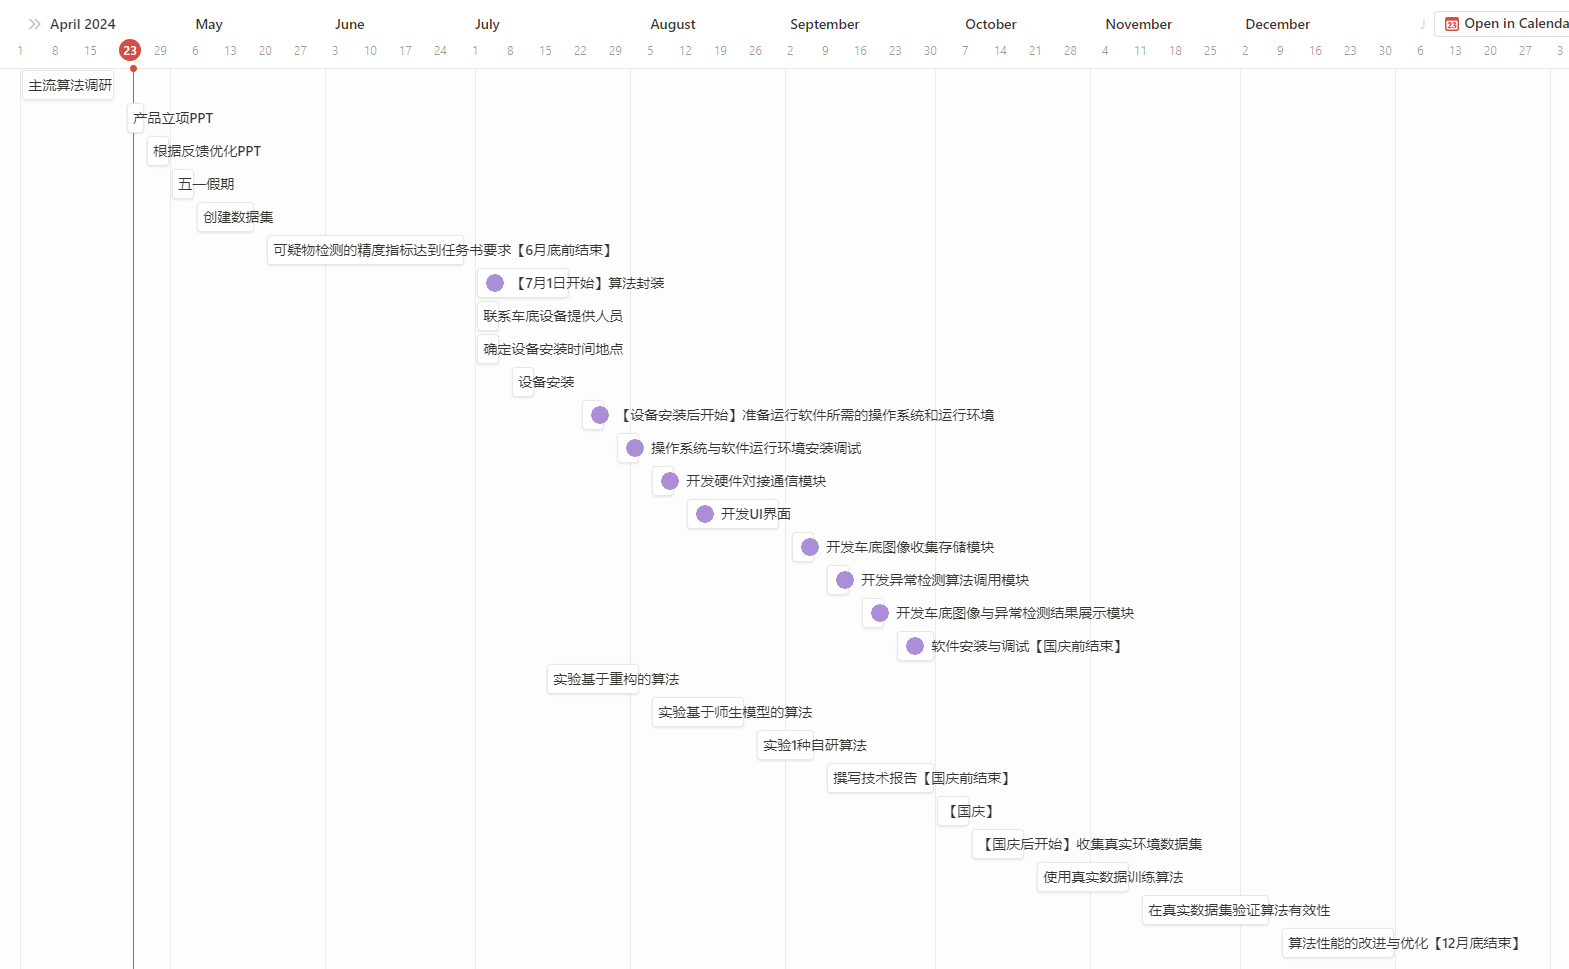 April 2024 May June July August September October November December J Open in Calenda
1 8 15 23 29 6 13 20 27 3 10 17 24 1 8 15 22 29 5 12 19 26 2 9 16 23 30 7 14 21 28 4 11 18 25 2 9 16 23 30 6 13 20 27 3
主流算法调研
产品立项PPT
根据反馈优化PPT
五一假期
创建数据集
可疑物检测的精度指标达到任务书要求【6月底前结束】
【7月1日开始】算法封装
联系车底设备提供人员
确定设备安装时间地点
设备安装
【设备安装后开始】准备运行软件所需的操作系统和运行环境
操作系统与软件运行环境安装调试
开发硬件对接通信模块
开发UI界面
开发车底图像收集存储模块
开发异常检测算法调用模块
开发车底图像与异常检测结果展示模块
软件安装与调试【国庆前结束】
实验基于重构的算法
实验基于师生模型的算法
实验1种自研算法
撰写技术报告【国庆前结束】
【国庆】
【国庆后开始】收集真实环境数据集
使用真实数据训练算法
在真实数据集验证算法有效性
算法性能的改进与优化【12月底结束】